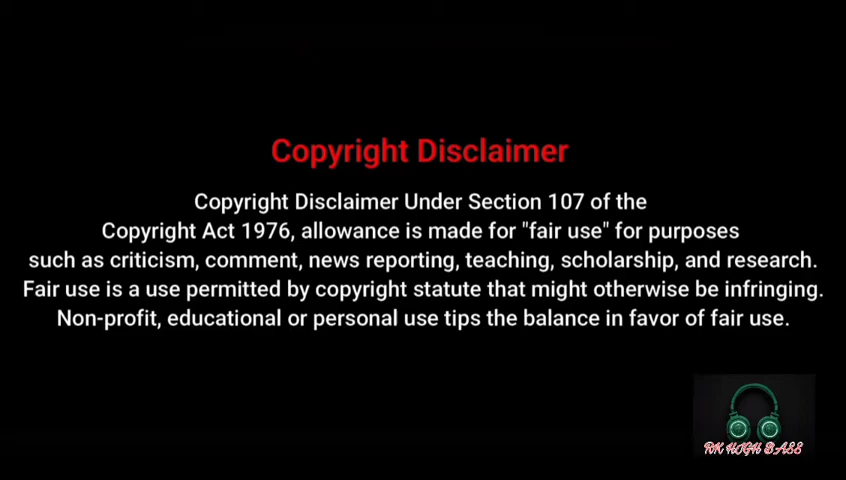 Copyright Disclaimer
Copyright Disclaimer Under Section 107 of the
Copyright Act 1976, allowance is made for "fair use" for purposes
such as criticism, comment, news reporting, teaching, scholarship, and research.
Fair use is a use permitted by copyright statute that might otherwise be infringing.
Non-profit, educational or personal use tips the balance in favor of fair use.
RK HIGH BASS